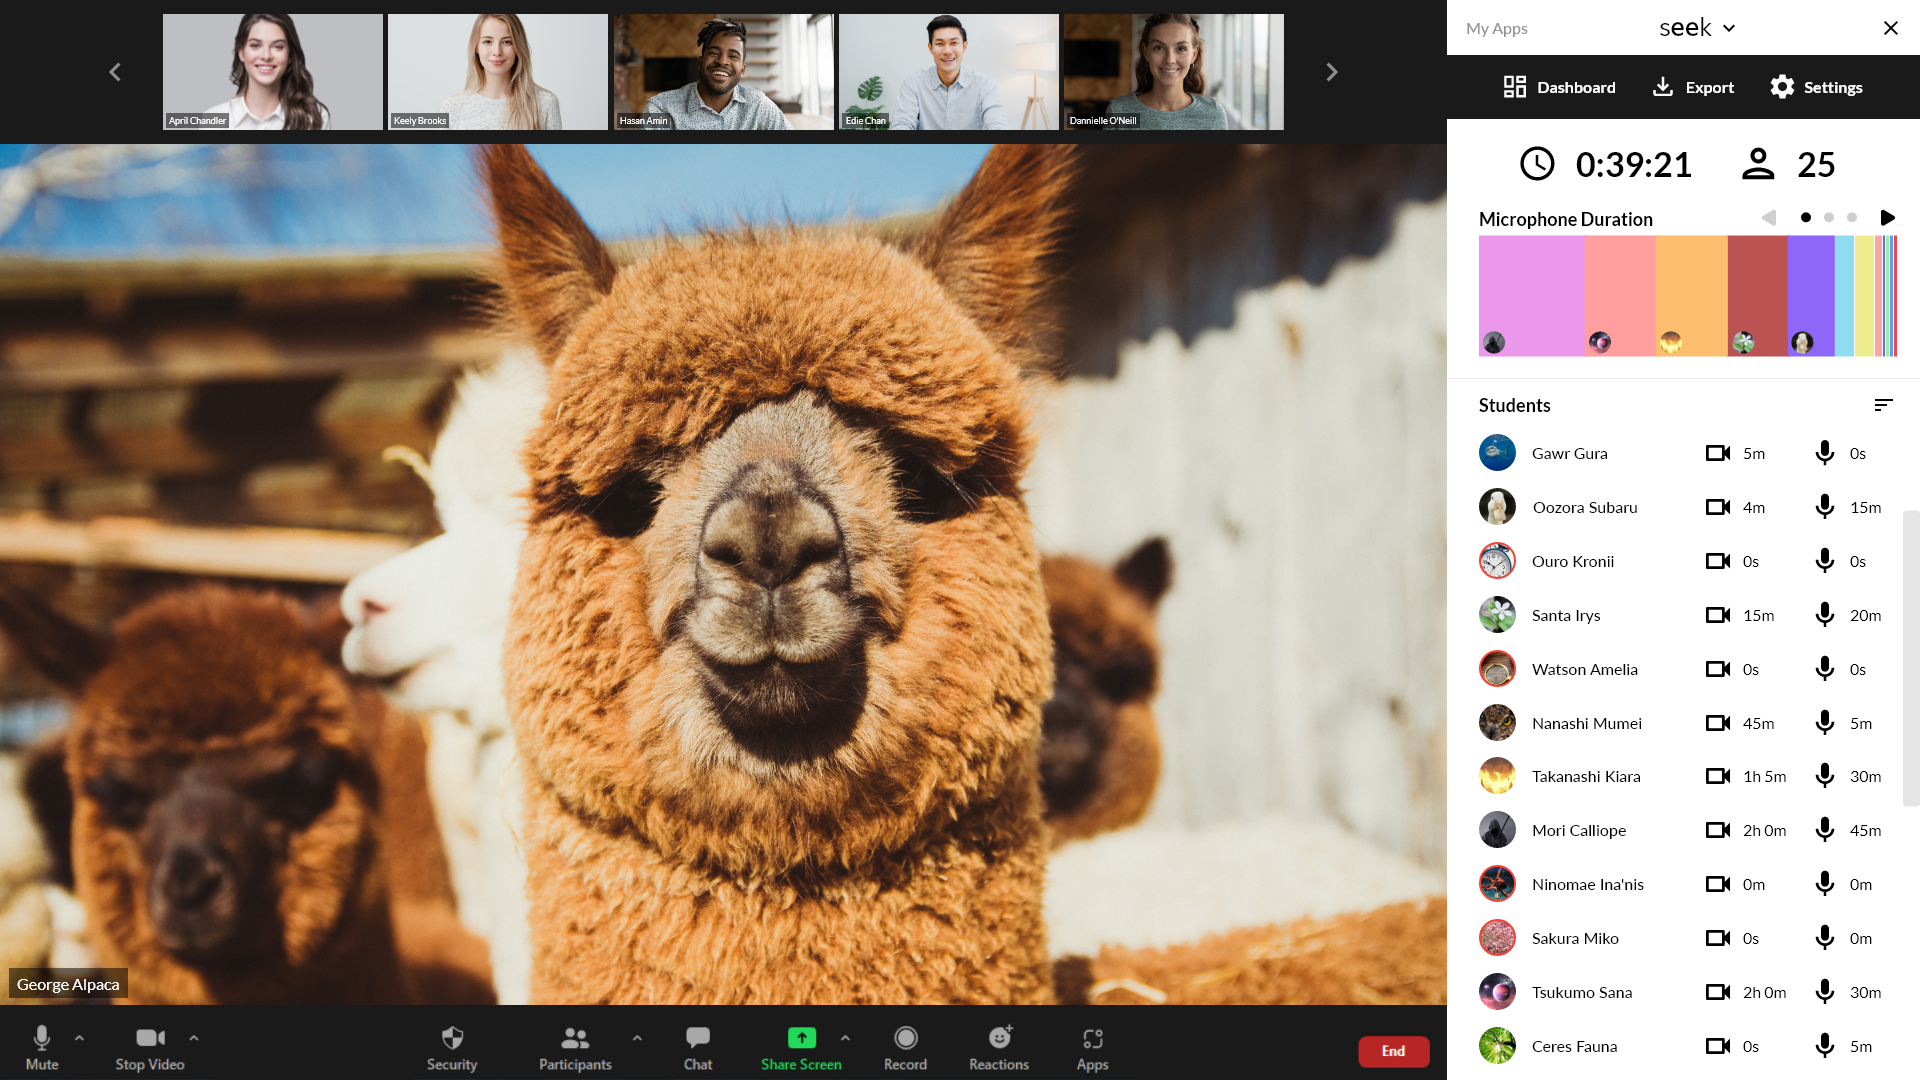 April Chandler
Keely Brooks
Hasan Amin
Edie Chan
Dannielle O'Neill
George Alpaca
Mute
Stop Video
Security
Participants
Chat
Share Screen
Record
Reactions
Apps
End
My Apps
seek
Dashboard
Export
Settings
0:39:21
25
Microphone Duration
Students
Gawr Gura 5m 0s
Oozora Subaru 4m 15m
Ouro Kronii 0s 0s
Santa Irys 15m 20m
Watson Amelia 0s 0s
Nanashi Mumei 45m 5m
Takanashi Kiara 1h 5m 30m
Mori Calliope 2h 0m 45m
Ninomae Ina'nis 0m 0m
Sakura Miko 0s 0m
Tsukumo Sana 2h 0m 30m
Ceres Fauna 0s 5m